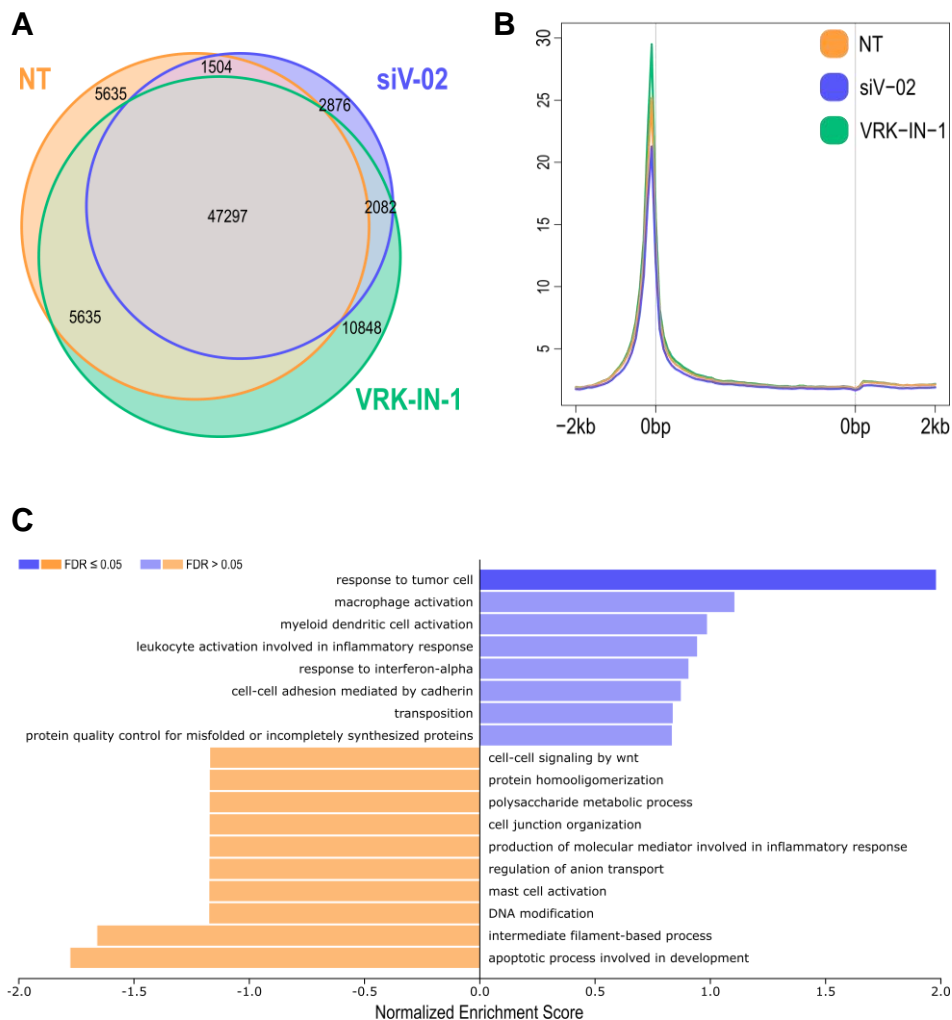 A
NT
siV-02
VRK-IN-1
1504
5635
2876
2082
47297
5635
10848
B
30
25
20
15
10
5
NT
siV−02
VRK−IN−1
−2kb
0bp
0bp
2kb
C
FDR ≤ 0.05
FDR > 0.05
response to tumor cell
macrophage activation
myeloid dendritic cell activation
leukocyte activation involved in inflammatory response
response to interferon-alpha
cell-cell adhesion mediated by cadherin
transposition
protein quality control for misfolded or incompletely synthesized proteins
cell-cell signaling by wnt
protein homooligomerization
polysaccharide metabolic process
cell junction organization
production of molecular mediator involved in inflammatory response
regulation of anion transport
mast cell activation
DNA modification
intermediate filament-based process
apoptotic process involved in development
-2.0
-1.5
-1.0
-0.5
0.0
0.5
1.0
1.5
2.0
Normalized Enrichment Score